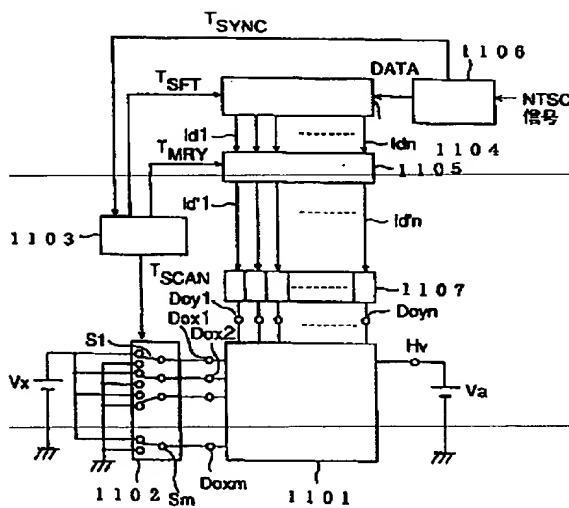 TSYNC
1106
TSFT
DATA
NTSC
信号
Id1
Idn
1104
TMRY
1105
Id'1
Id'n
1103
TSCAN
1107
Doy1
Doyn
Dox1
Dox2
S1
Hv
Vx
Va
1102
Sm
Doxm
1101